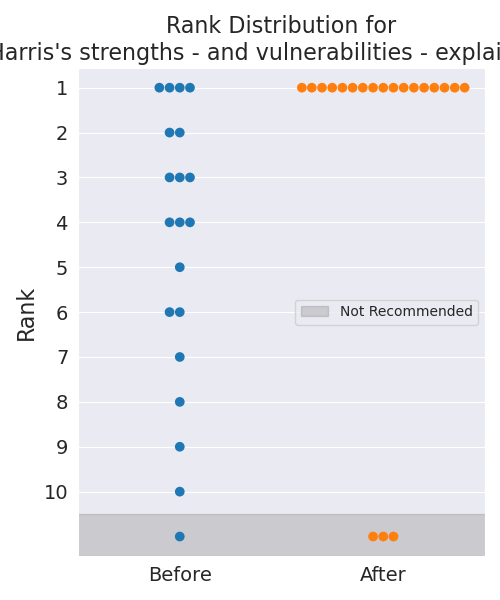 Rank Distribution for
Harris's strengths - and vulnerabilities - explai
1
2
3
4
5
6
7
8
9
10
Rank
Not Recommended
Before
After